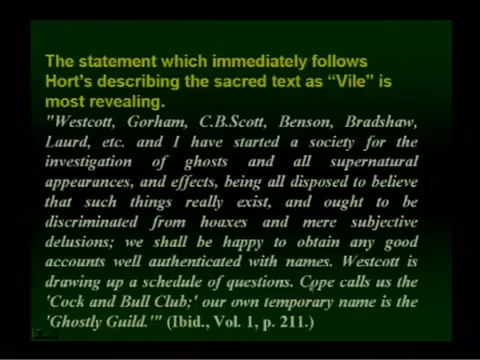 The statement which immediately follows
Hort's describing the sacred text as "Vile" is
most revealing.
"Westcott, Gorham, C.B.Scott, Benson, Bradshaw,
Laurd, etc. and I have started a society for the
investigation of ghosts and all supernatural
appearances, and effects, being all disposed to believe
that such things really exist, and ought to be
discriminated from hoaxes and mere subjective
delusions; we shall be happy to obtain any good
accounts well authenticated with names. Westcott is
drawing up a schedule of questions. Cope calls us the
'Cock and Bull Club;' our own temporary name is the
'Ghostly Guild.'" (Ibid., Vol. 1, p. 211.)